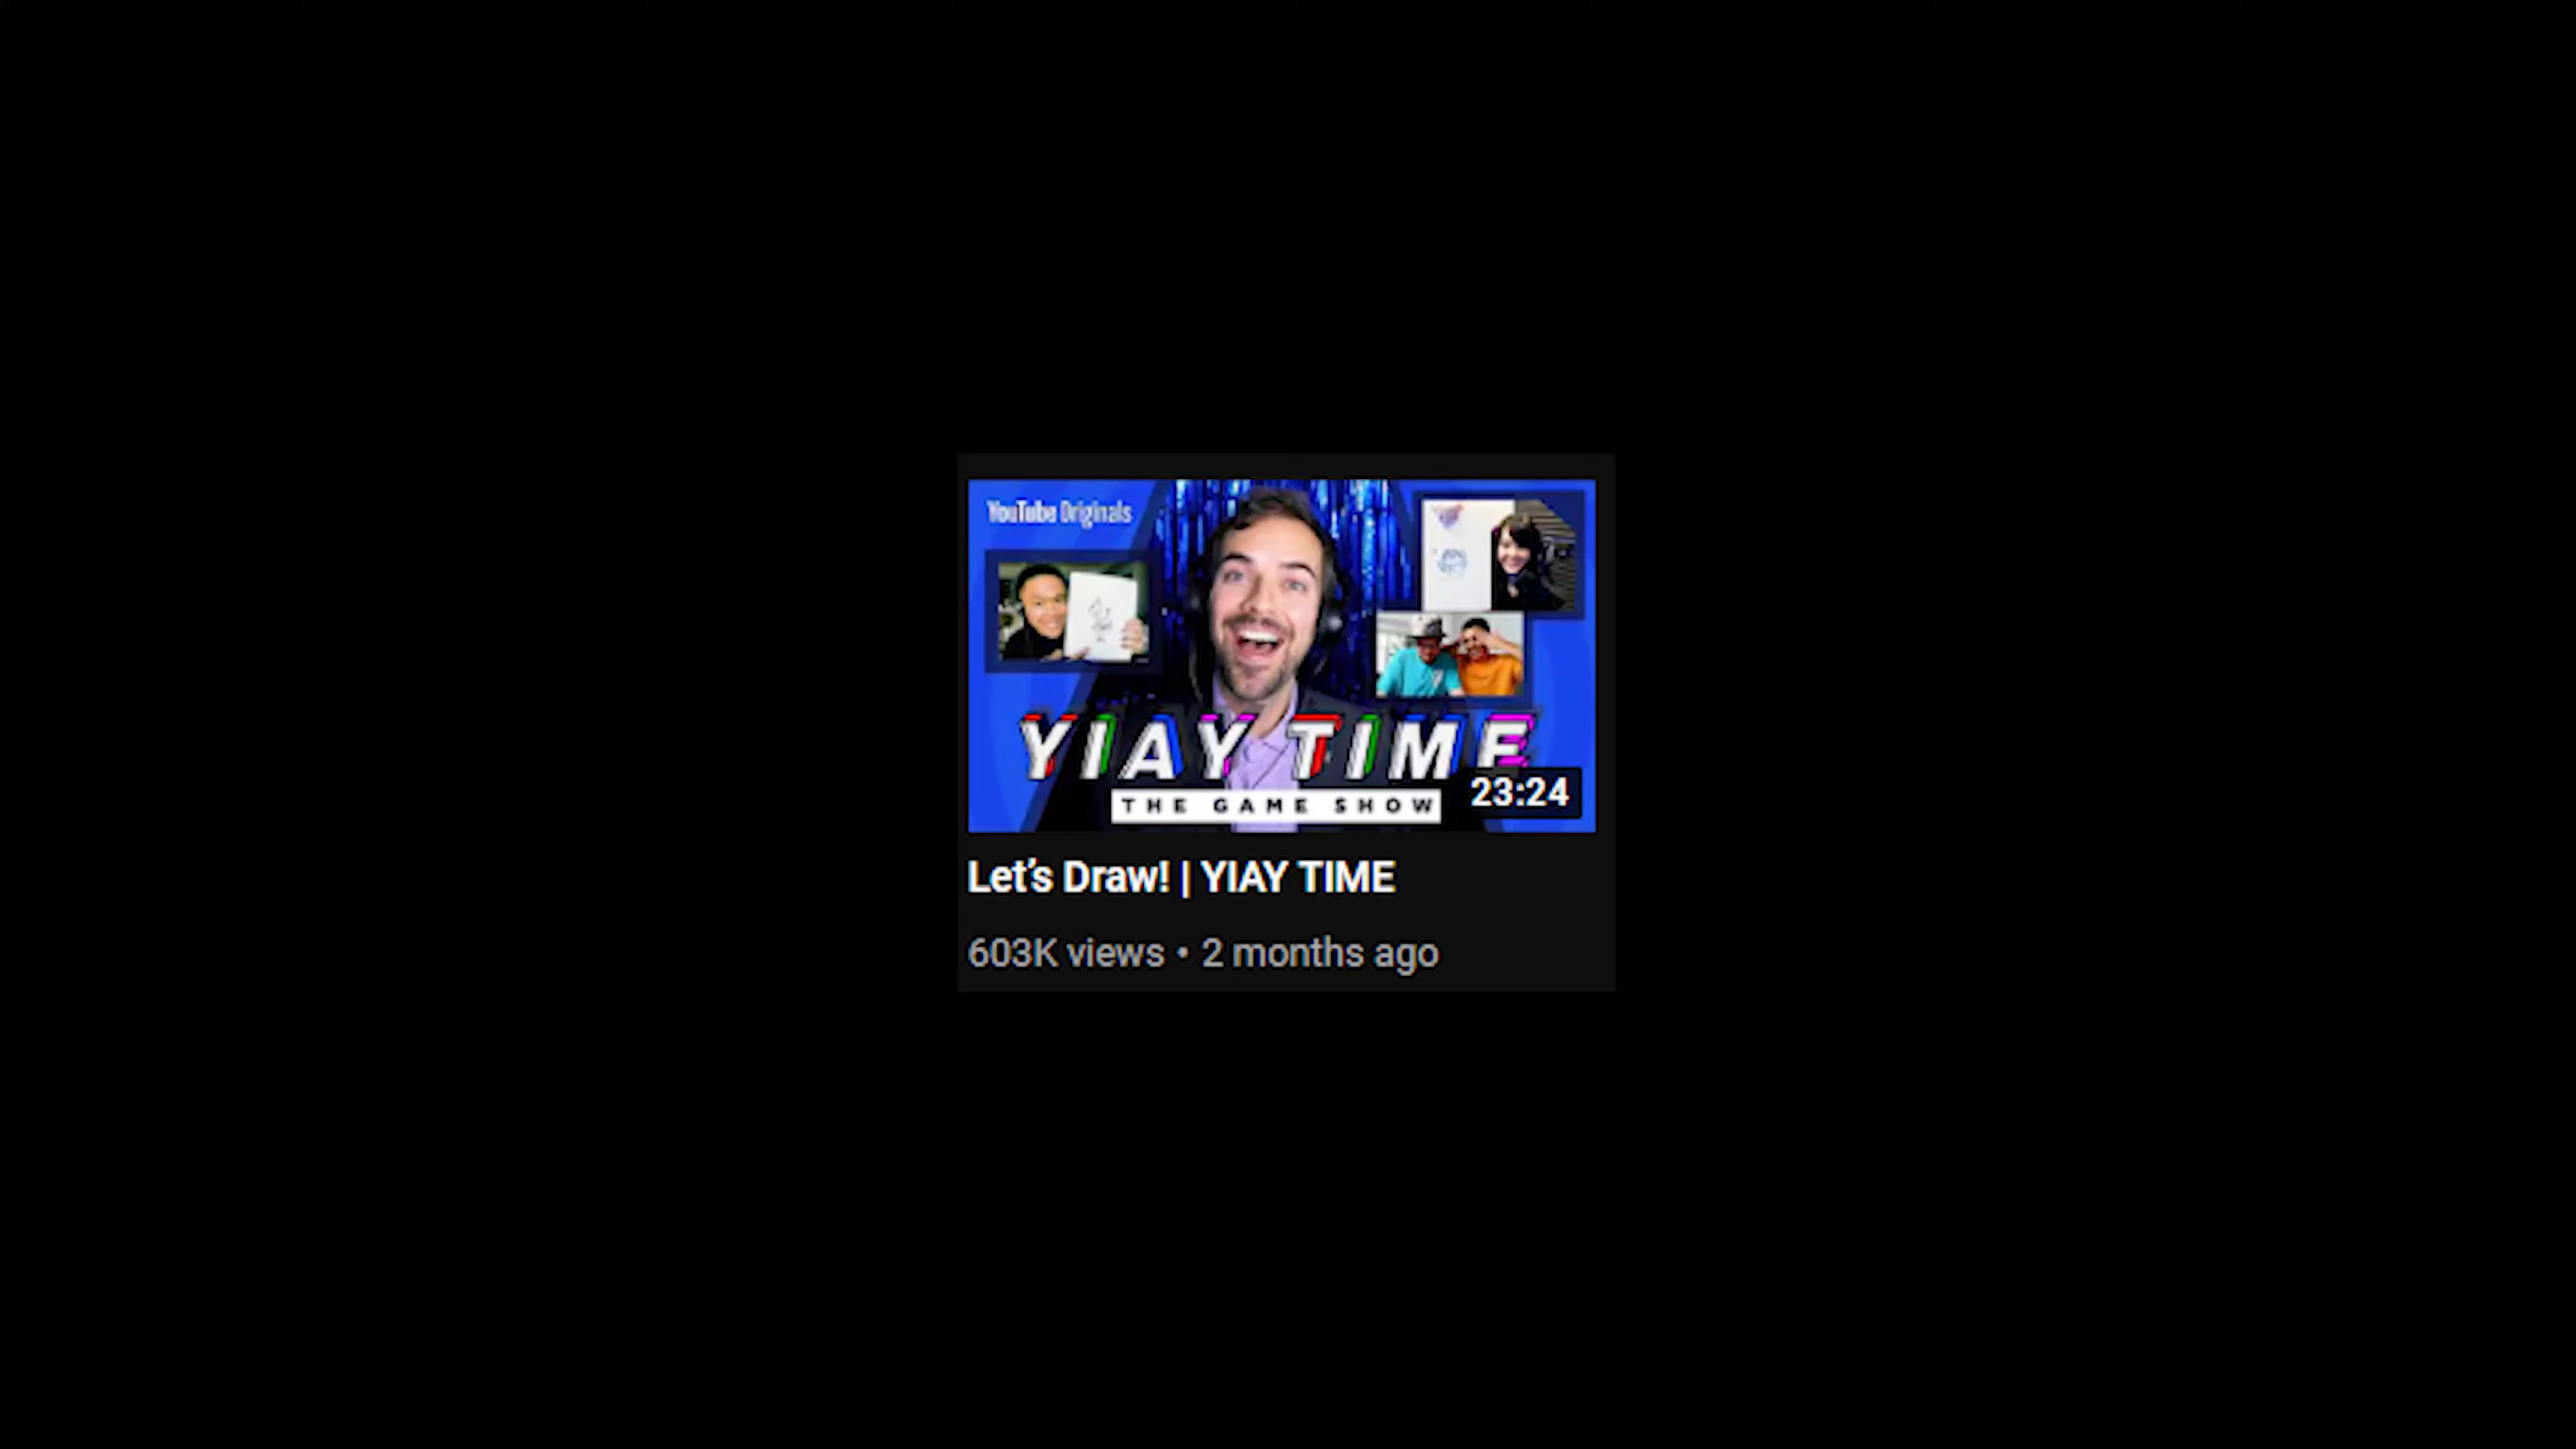 YouTube Originals
YIAY TIME
THE GAME SHOW
23:24
Let's Draw! | YIAY TIME
603K views • 2 months ago